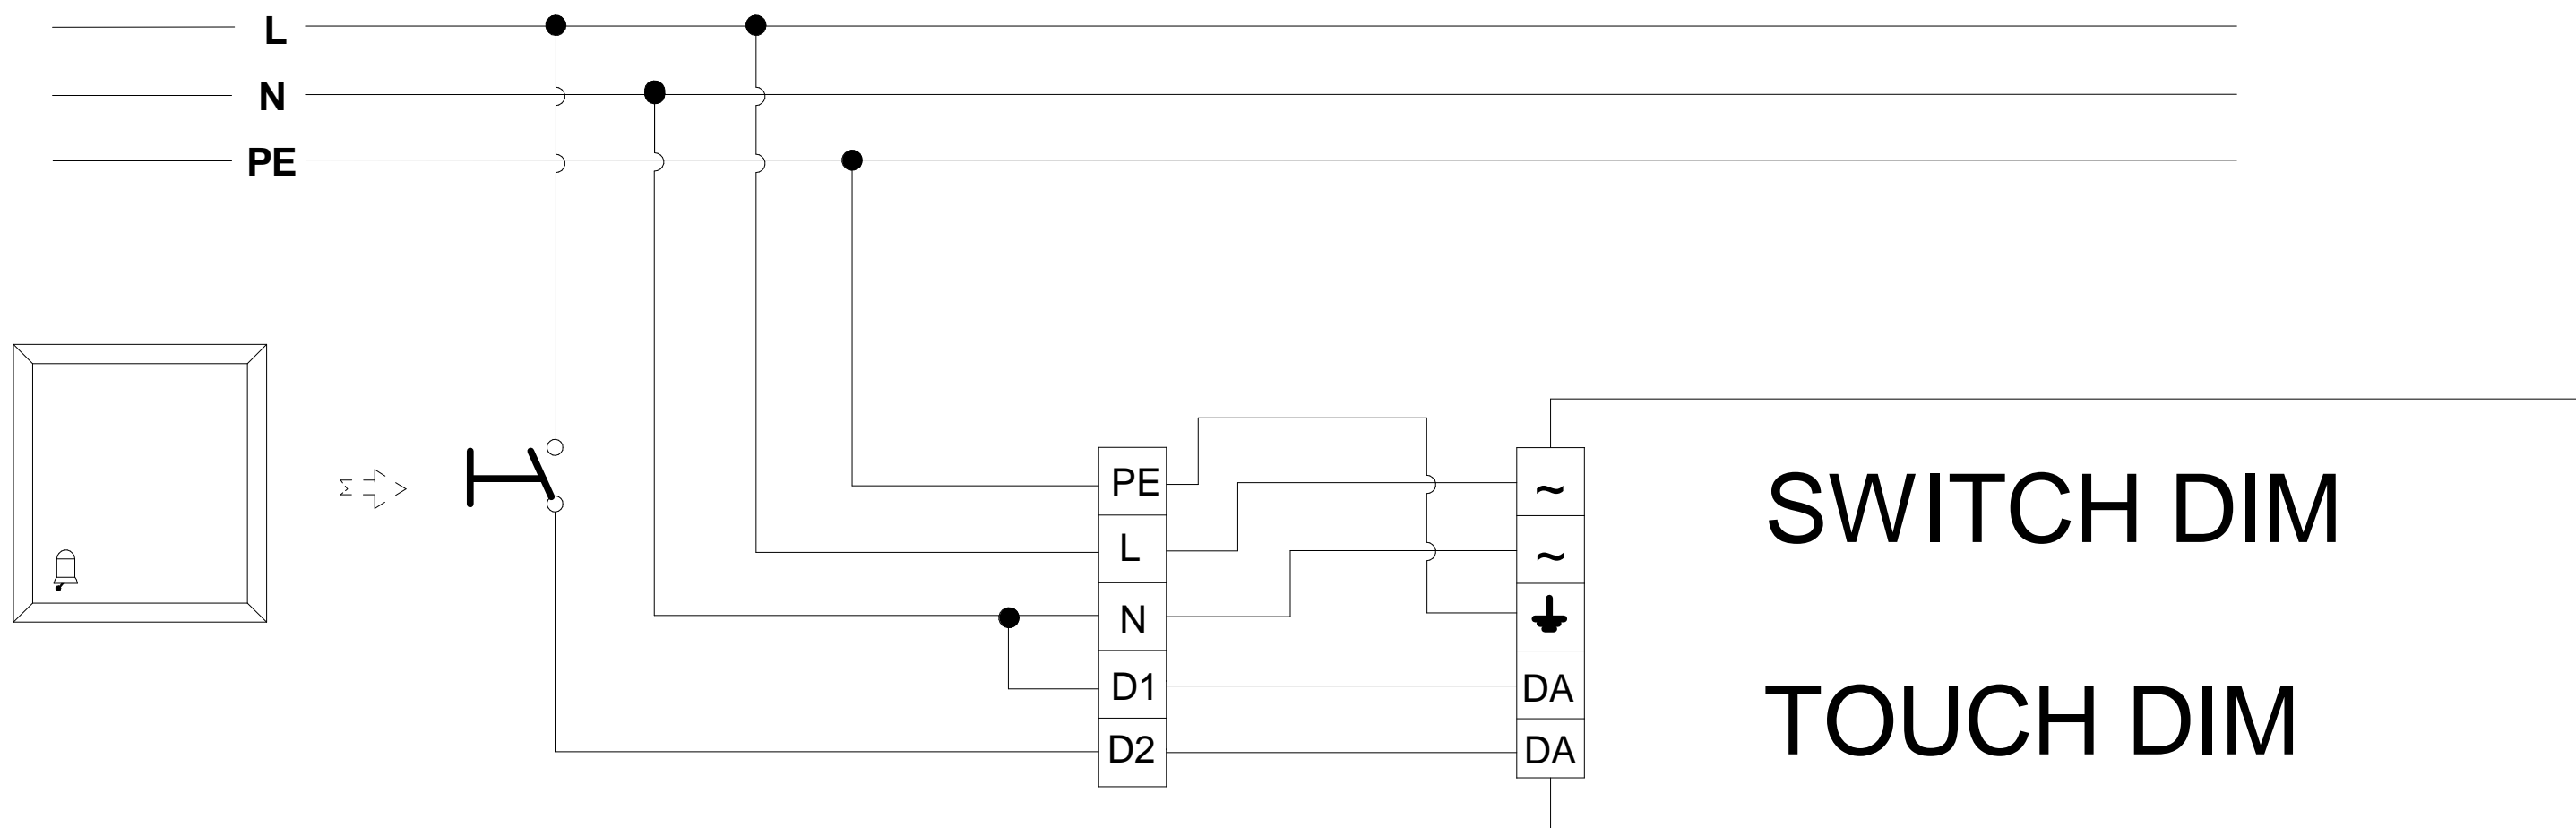 L
N
PE
PE
L
N
D1
D2
~
~
DA
DA
SWITCH DIM
TOUCH DIM